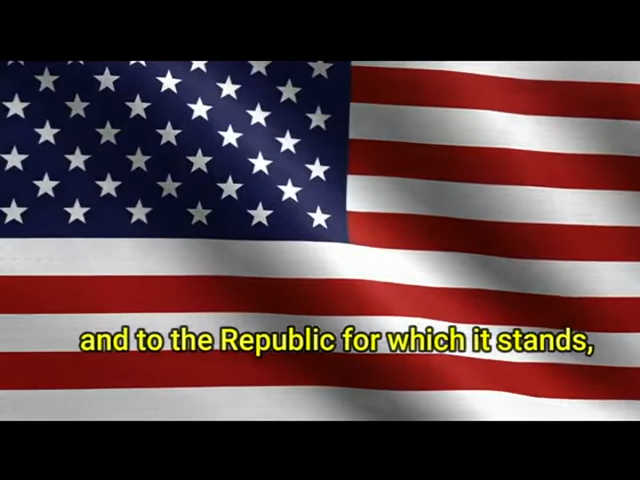 and to the Republic for which it stands,